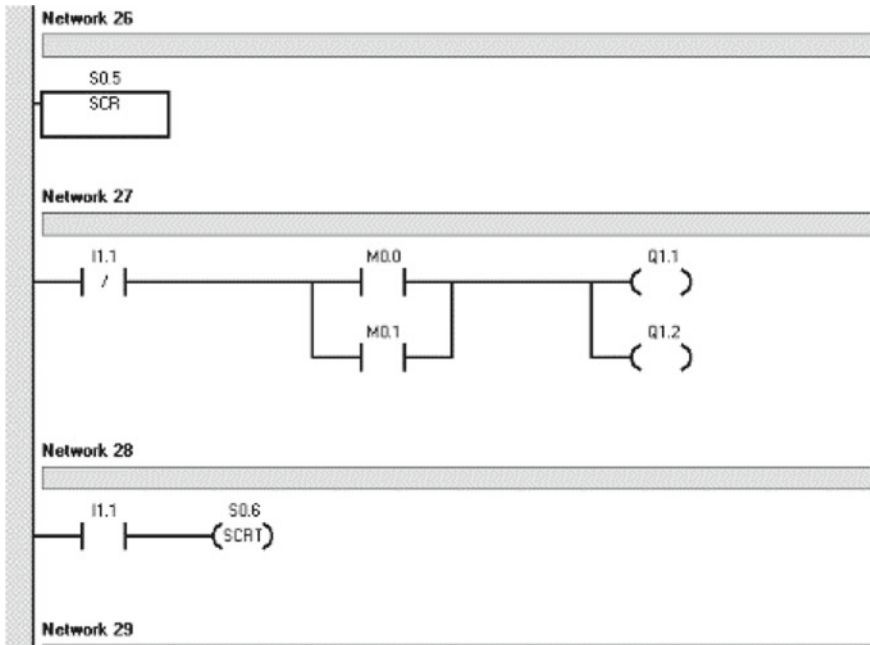 Network 26
S0.5
SCR
Network 27
I1.1 M0.0 Q1.1
/
M0.1 Q1.2
Network 28
I1.1 S0.6
SCRT
Network 29